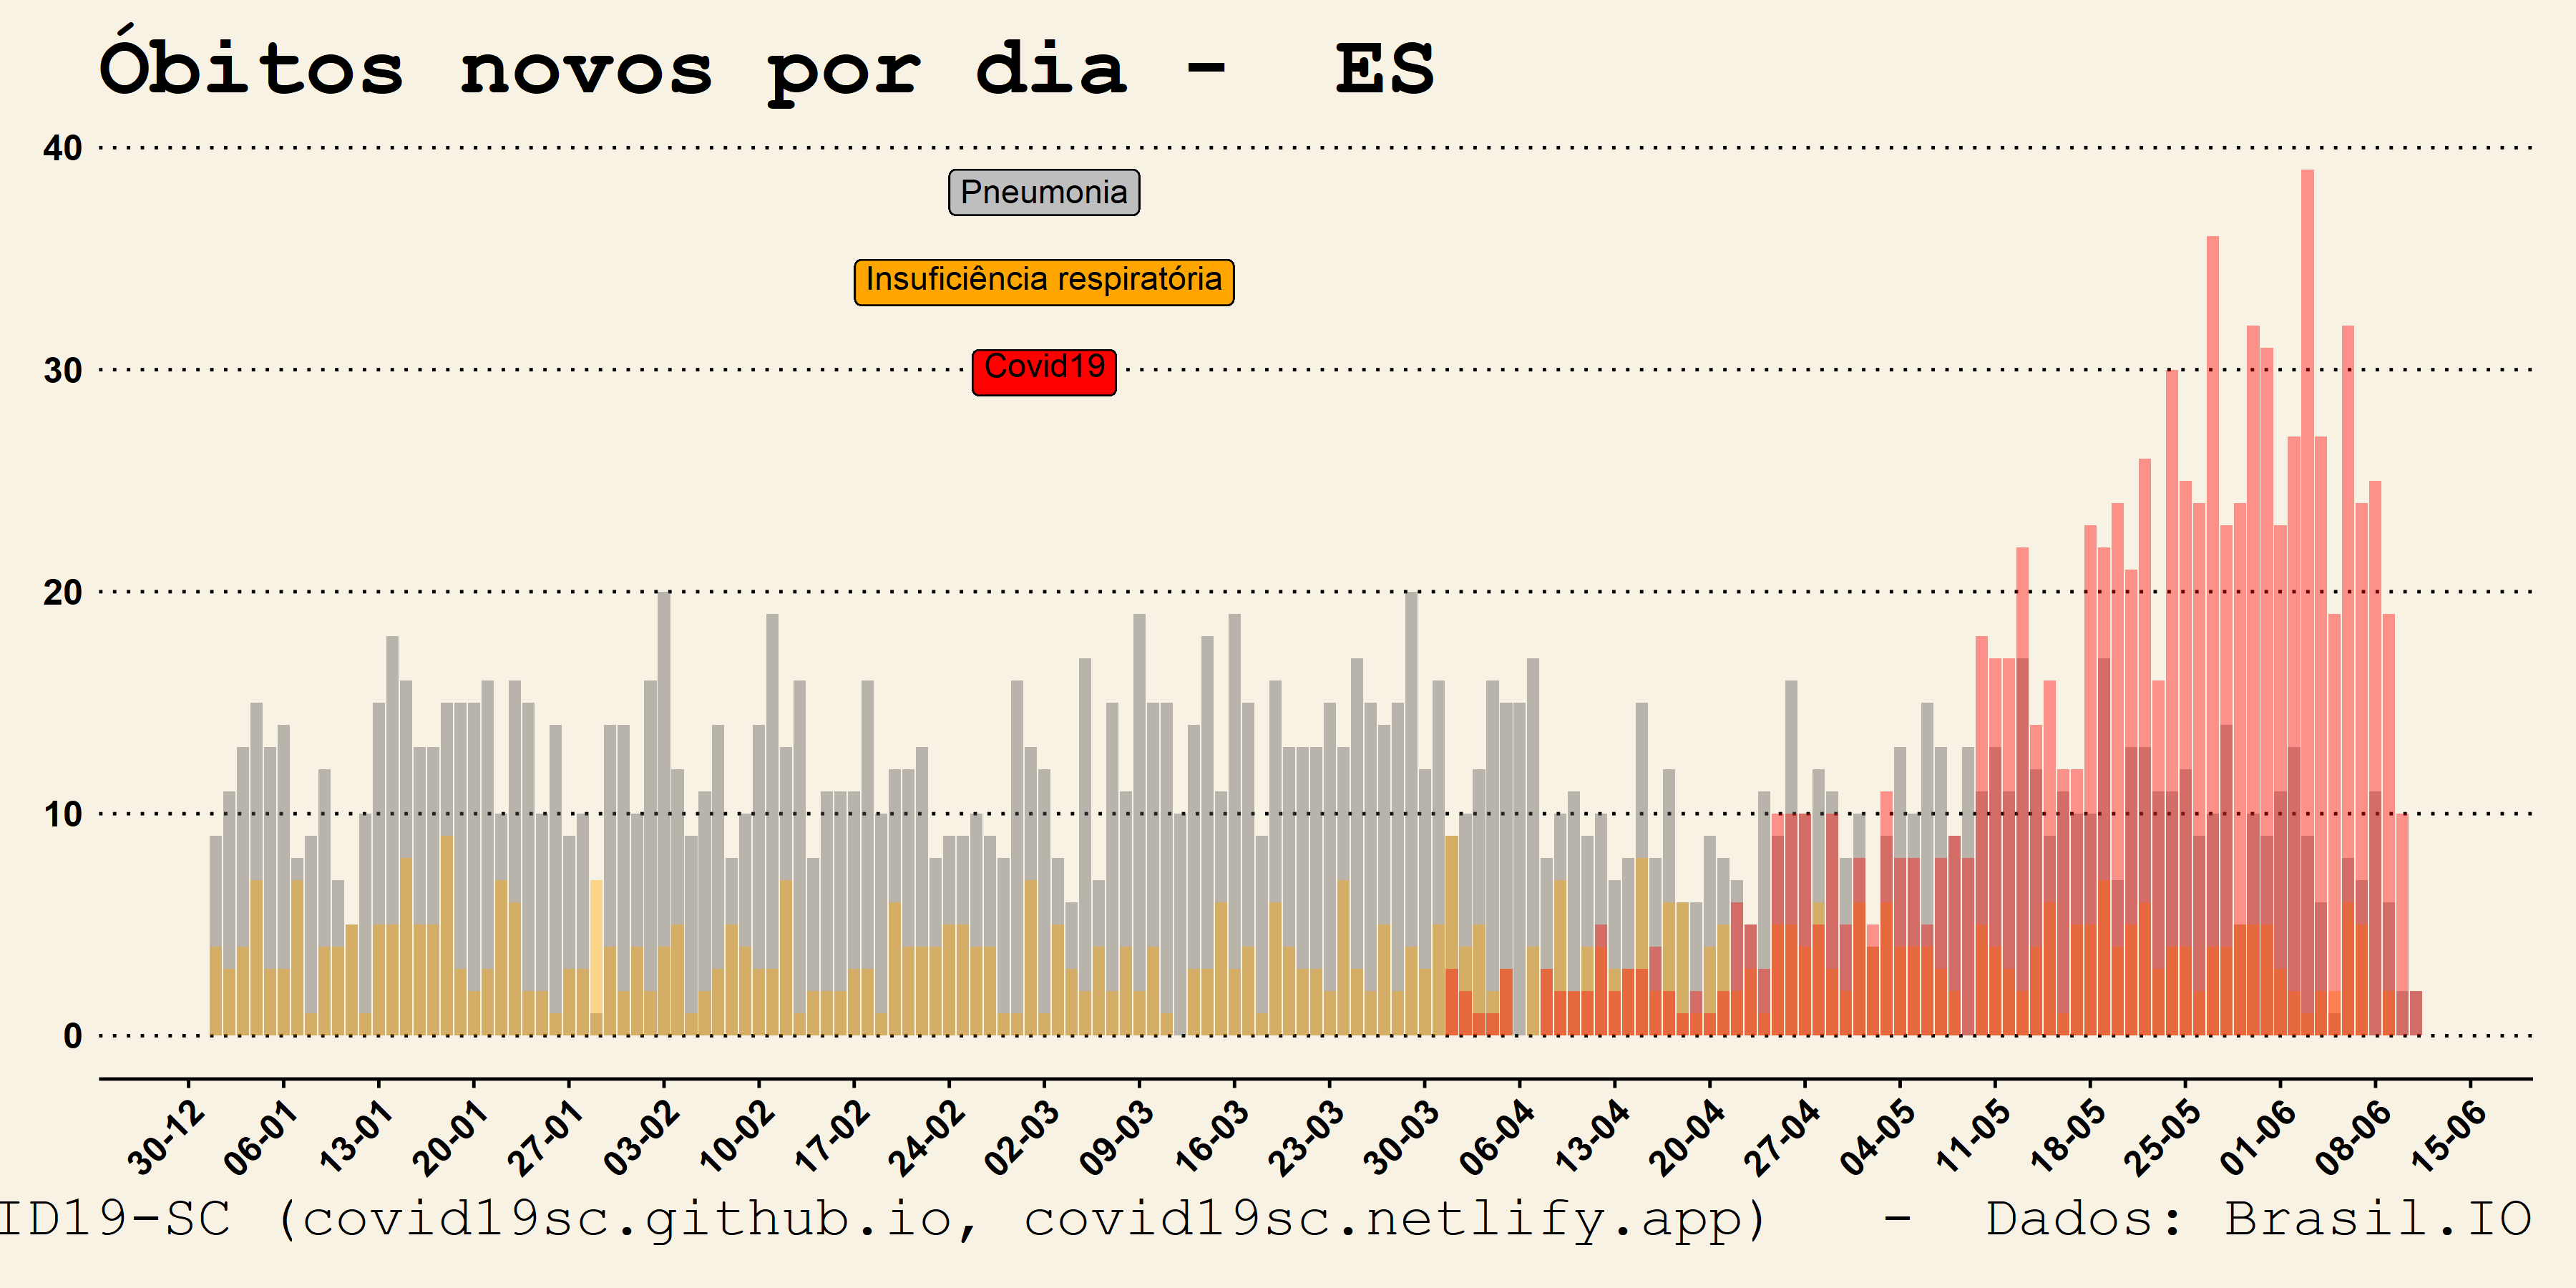 Óbitos novos por dia - ES
40
Pneumonia
Insuficiência respiratória
30
Covid19
20
10
0
30-12 06-01 13-01 20-01 27-01 03-02 10-02 17-02 24-02 02-03 09-03 16-03 23-03 30-03 06-04 13-04 20-04 27-04 04-05 11-05 18-05 25-05 01-06 08-06 15-06
ID19-SC (covid19sc.github.io, covid19sc.netlify.app) - Dados: Brasil.IO